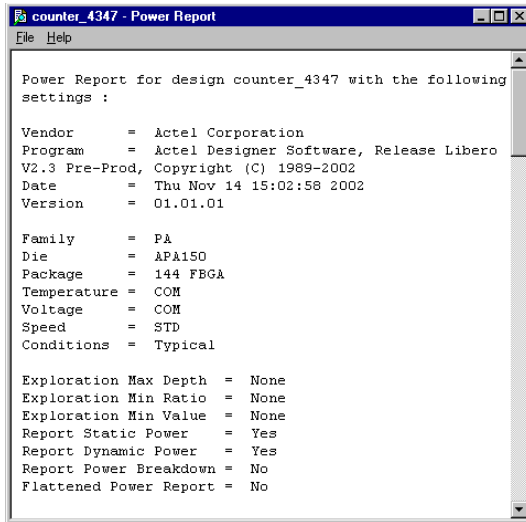 counter_4347 - Power Report
File Help
Power Report for design counter_4347 with the following
settings :
Vendor = Actel Corporation
Program = Actel Designer Software, Release Libero
V2.3 Pre-Prod, Copyright (C) 1989-2002
Date = Thu Nov 14 15:02:58 2002
Version = 01.01.01
Family = PA
Die = APA150
Package = 144 FBGA
Temperature = COM
Voltage = COM
Speed = STD
Conditions = Typical
Exploration Max Depth = None
Exploration Min Ratio = None
Exploration Min Value = None
Report Static Power = Yes
Report Dynamic Power = Yes
Report Power Breakdown = No
Flattened Power Report = No